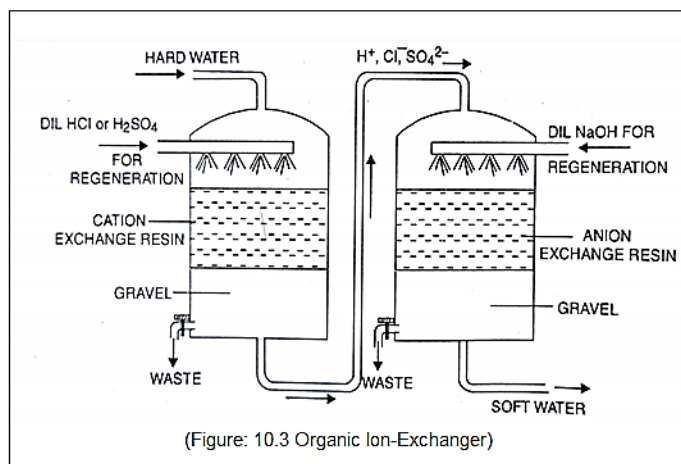 HARD WATER
H⁺, Cl⁻, SO₄²⁻
DIL HCl or H₂SO₄
FOR
REGENERATION
DIL NaOH FOR
REGENERATION
CATION
EXCHANGE RESIN
ANION
EXCHANGE RESIN
GRAVEL
GRAVEL
WASTE
WASTE
SOFT WATER
(Figure: 10.3 Organic Ion-Exchanger)